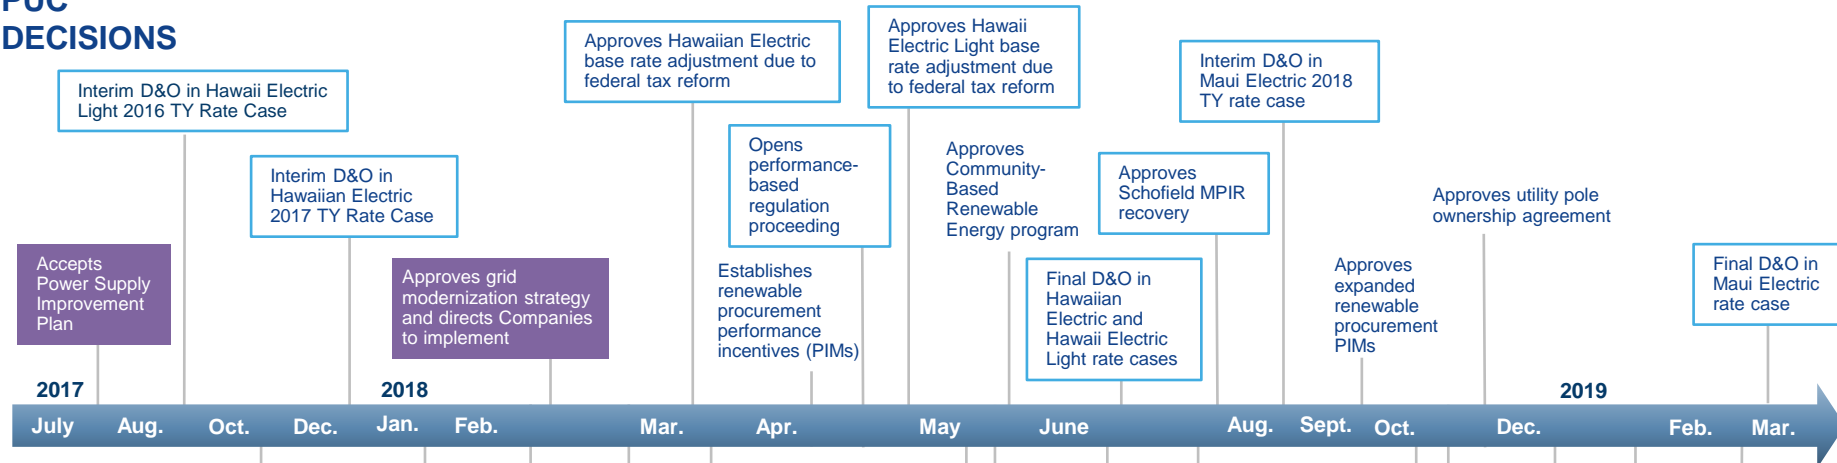 PUC
DECISIONS
Interim D&O in Hawaii Electric
Light 2016 TY Rate Case
Approves Hawaiian Electric
base rate adjustment due to
federal tax reform
Approves Hawaii
Electric Light base
rate adjustment due
to federal tax reform
Interim D&O in
Maui Electric 2018
TY rate case
Interim D&O in
Hawaiian Electric
2017 TY Rate Case
Opens
performance-
based
regulation
proceeding
Approves
Community-
Based
Renewable
Energy program
Approves
Schofield MPIR
recovery
Approves utility pole
ownership agreement
Accepts
Power Supply
Improvement
Plan
Approves grid
modernization strategy
and directs Companies
to implement
Establishes
renewable
procurement
performance
incentives (PIMs)
Final D&O in
Hawaiian
Electric and
Hawaii Electric
Light rate cases
Approves
expanded
renewable
procurement
PIMs
Final D&O in
Maui Electric
rate case
2017
2018
2019
July
Aug.
Oct.
Dec.
Jan.
Feb.
Mar.
Apr.
May
June
Aug.
Sept.
Oct.
Dec.
Feb.
Mar.